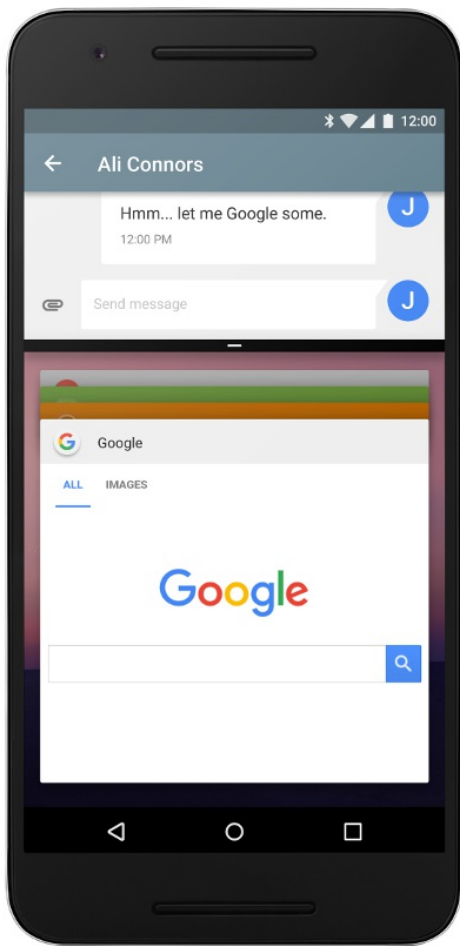 12:00
Ali Connors
Hmm... let me Google some.
12:00 PM
J
Send message
J
G Google
ALL IMAGES
Google